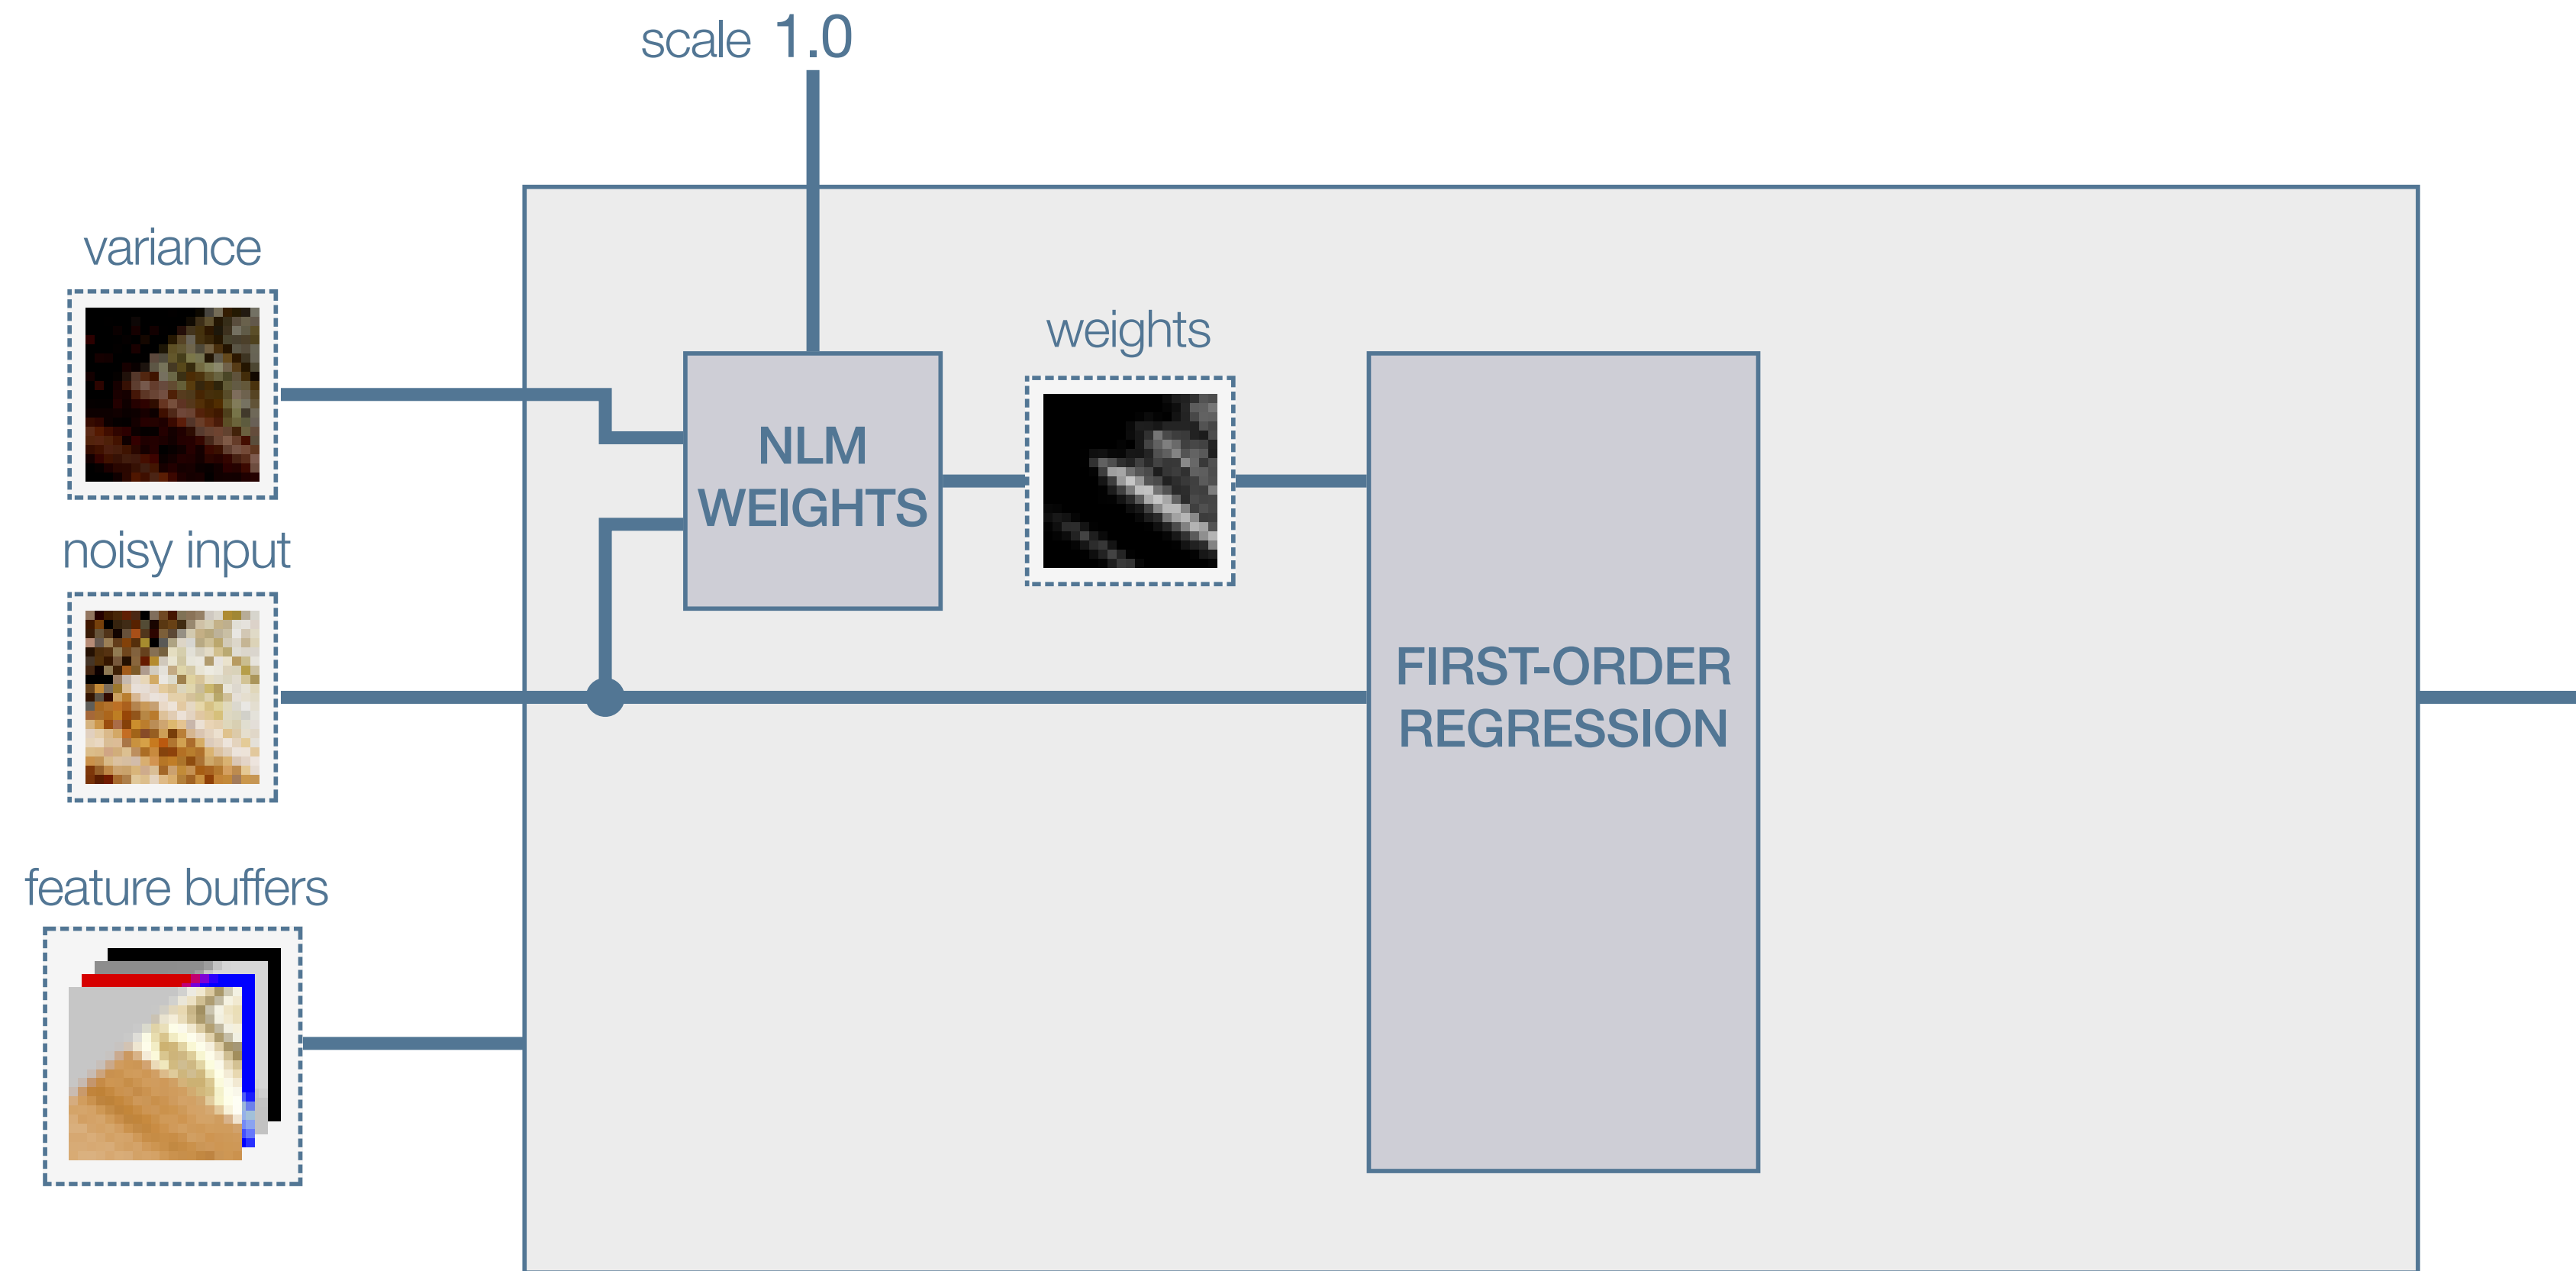 scale 1.0
variance
weights
NLM
WEIGHTS
noisy input
FIRST-ORDER
REGRESSION
feature buffers